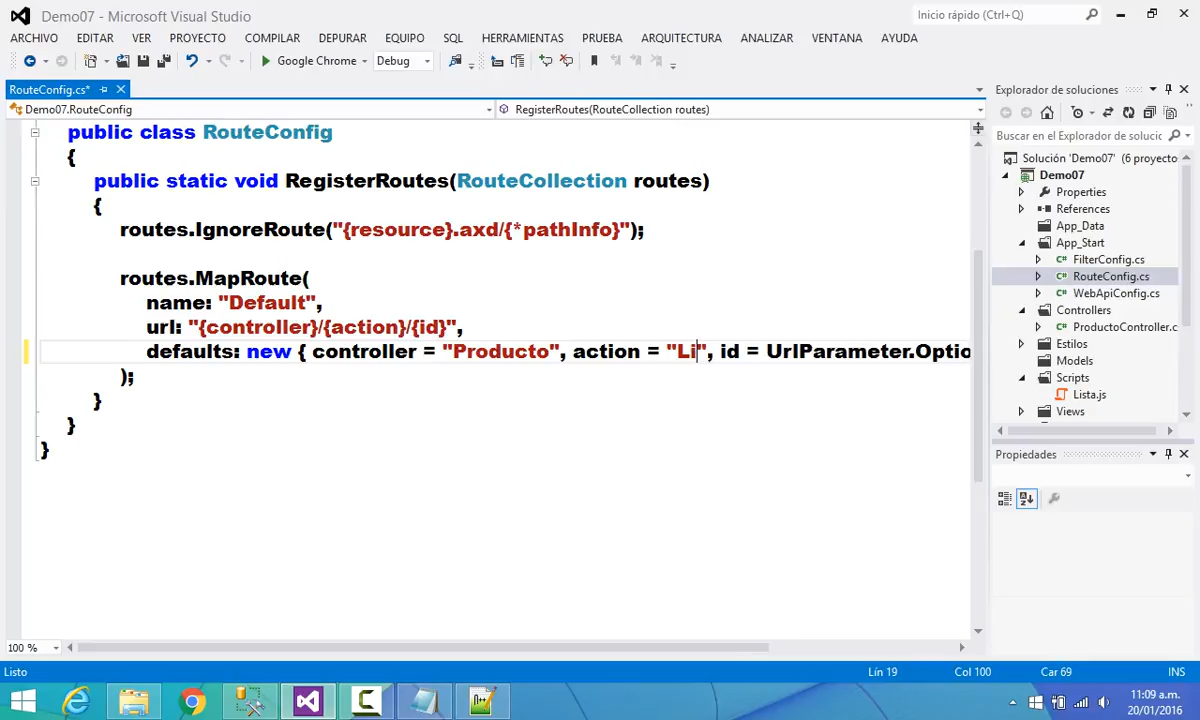 Demo07 - Microsoft Visual Studio
Inicio rápido (Ctrl+Q)
ARCHIVO EDITAR VER PROYECTO COMPILAR DEPURAR EQUIPO SQL HERRAMIENTAS PRUEBA ARQUITECTURA ANALIZAR VENTANA AYUDA
Google Chrome Debug
RouteConfig.cs*
Demo07.RouteConfig
RegisterRoutes(RouteCollection routes)
public class RouteConfig
{
public static void RegisterRoutes(RouteCollection routes)
{
routes.IgnoreRoute("{resource}.axd/{*pathInfo}");
routes.MapRoute(
name: "Default",
url: "{controller}/{action}/{id}",
defaults: new { controller = "Producto", action = "Li", id = UrlParameter.Optio
);
}
}
}
100 %
Explorador de soluciones
Buscar en el Explorador de solucic
Solución 'Demo07' (6 proyecto
Demo07
Properties
References
App_Data
App_Start
C# FilterConfig.cs
C# RouteConfig.cs
C# WebApiConfig.cs
Controllers
C# ProductoController.c
Estilos
Models
Scripts
Lista.js
Views
Propiedades
Listo
Lín 19
Col 100
Car 69
INS
11:09 a.m.
20/01/2016